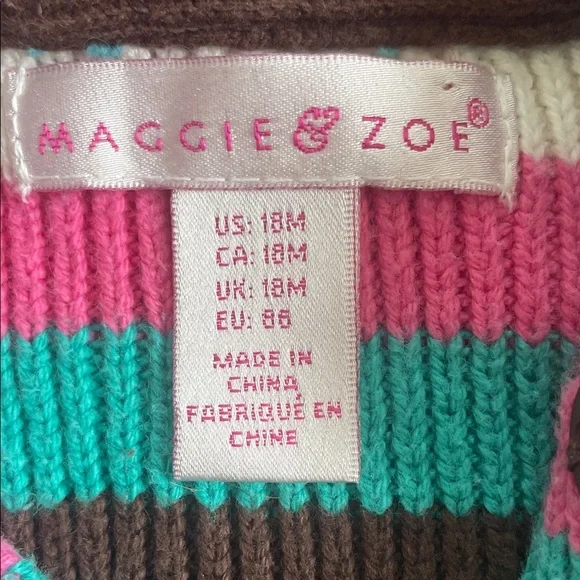 MAGGIE & ZOE®
US: 18M
CA: 18M
UK: 18M
EU: 86
MADE IN
CHINA
FABRIQUÉ EN
CHINE